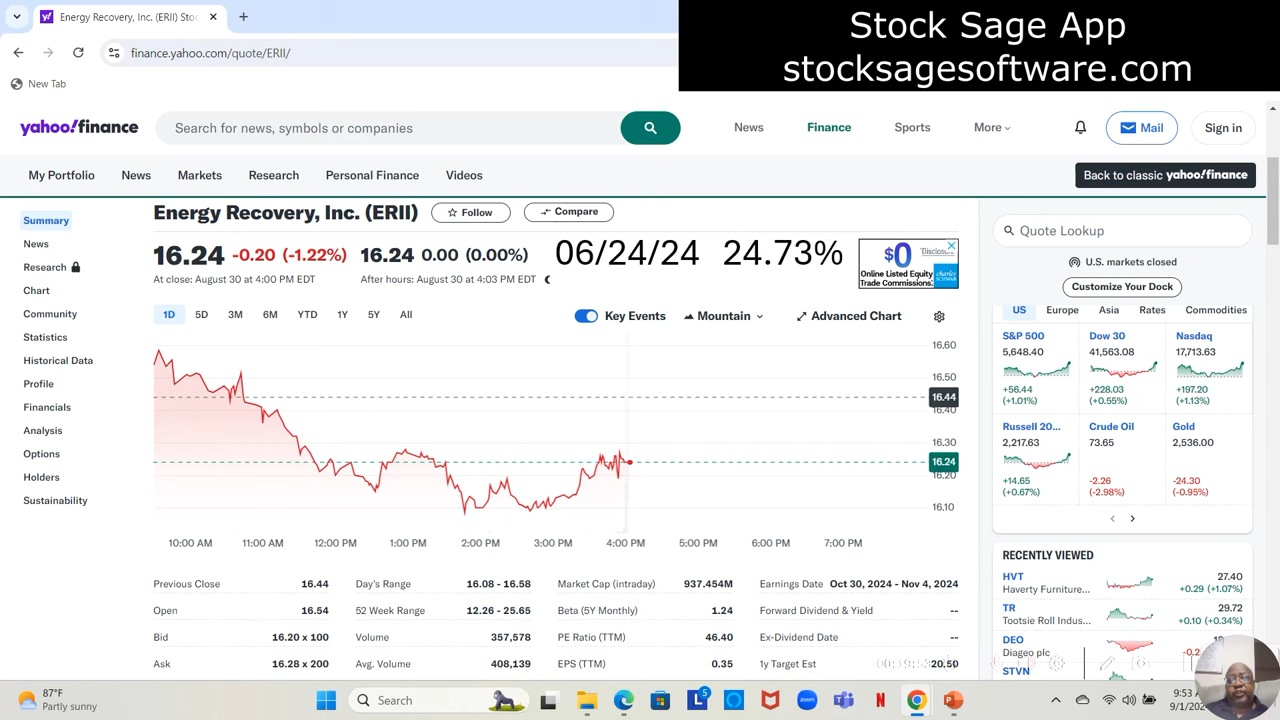 Energy Recovery, Inc. (ERII) Stoc
Stock Sage App
stocksagesoftware.com
finance.yahoo.com/quote/ERII/
New Tab
yahoo!finance
Search for news, symbols or companies
News
Finance
Sports
More
Mail
Sign in
My Portfolio
News
Markets
Research
Personal Finance
Videos
Back to classic yahoo!finance
Summary
News
Research
Chart
Community
Statistics
Historical Data
Profile
Financials
Analysis
Options
Holders
Sustainability
Energy Recovery, Inc. (ERII)
Follow
Compare
16.24 -0.20 (-1.22%)
At close: August 30 at 4:00 PM EDT
16.24 0.00 (0.00%)
After hours: August 30 at 4:03 PM EDT
06/24/24 24.73%
$0
Online Listed Equity
Trade Commissions.
charles
SCHWAB
1D 5D 3M 6M YTD 1Y 5Y All
Key Events
Mountain
Advanced Chart
16.60
16.50
16.44
16.40
16.30
16.24
16.20
16.10
10:00 AM 11:00 AM 12:00 PM 1:00 PM 2:00 PM 3:00 PM 4:00 PM 5:00 PM 6:00 PM 7:00 PM
Previous Close 16.44 Day's Range 16.08 - 16.58 Market Cap (intraday) 937.454M Earnings Date Oct 30, 2024 - Nov 4, 2024
Open 16.54 52 Week Range 12.26 - 25.65 Beta (5Y Monthly) 1.24 Forward Dividend & Yield --
Bid 16.20 x 100 Volume 357,578 PE Ratio (TTM) 46.40 Ex-Dividend Date --
Ask 16.28 x 200 Avg. Volume 408,139 EPS (TTM) 0.35 1y Target Est 20.50
Quote Lookup
U.S. markets closed
Customize Your Dock
US Europe Asia Rates Commodities
S&P 500 Dow 30 Nasdaq
5,648.40 41,563.08 17,713.63
+56.44 +228.03 +197.20
(+1.01%) (+0.55%) (+1.13%)
Russell 20... Crude Oil Gold
2,217.63 73.65 2,536.00
+14.65 -2.26 -24.30
(+0.67%) (-2.98%) (-0.95%)
RECENTLY VIEWED
HVT 27.40
Haverty Furniture... +0.29 (+1.07%)
TR 29.72
Tootsie Roll Indus... +0.10 (+0.34%)
DEO
Diageo plc
STVN
87°F
Partly sunny
Search
9:53